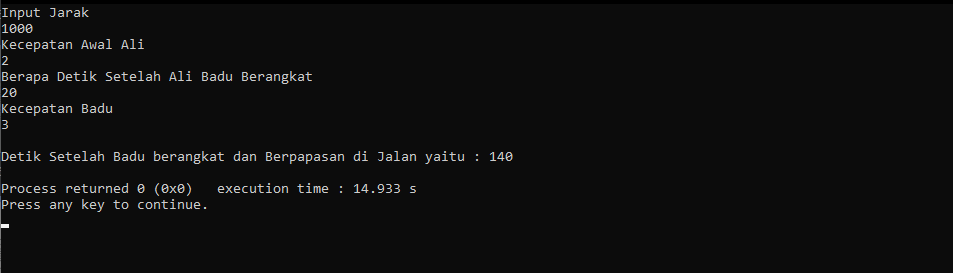 Input Jarak
1000
Kecepatan Awal Ali
2
Berapa Detik Setelah Ali Badu Berangkat
20
Kecepatan Badu
3
Detik Setelah Badu berangkat dan Berpapasan di Jalan yaitu : 140
Process returned 0 (0x0)   execution time : 14.933 s
Press any key to continue.